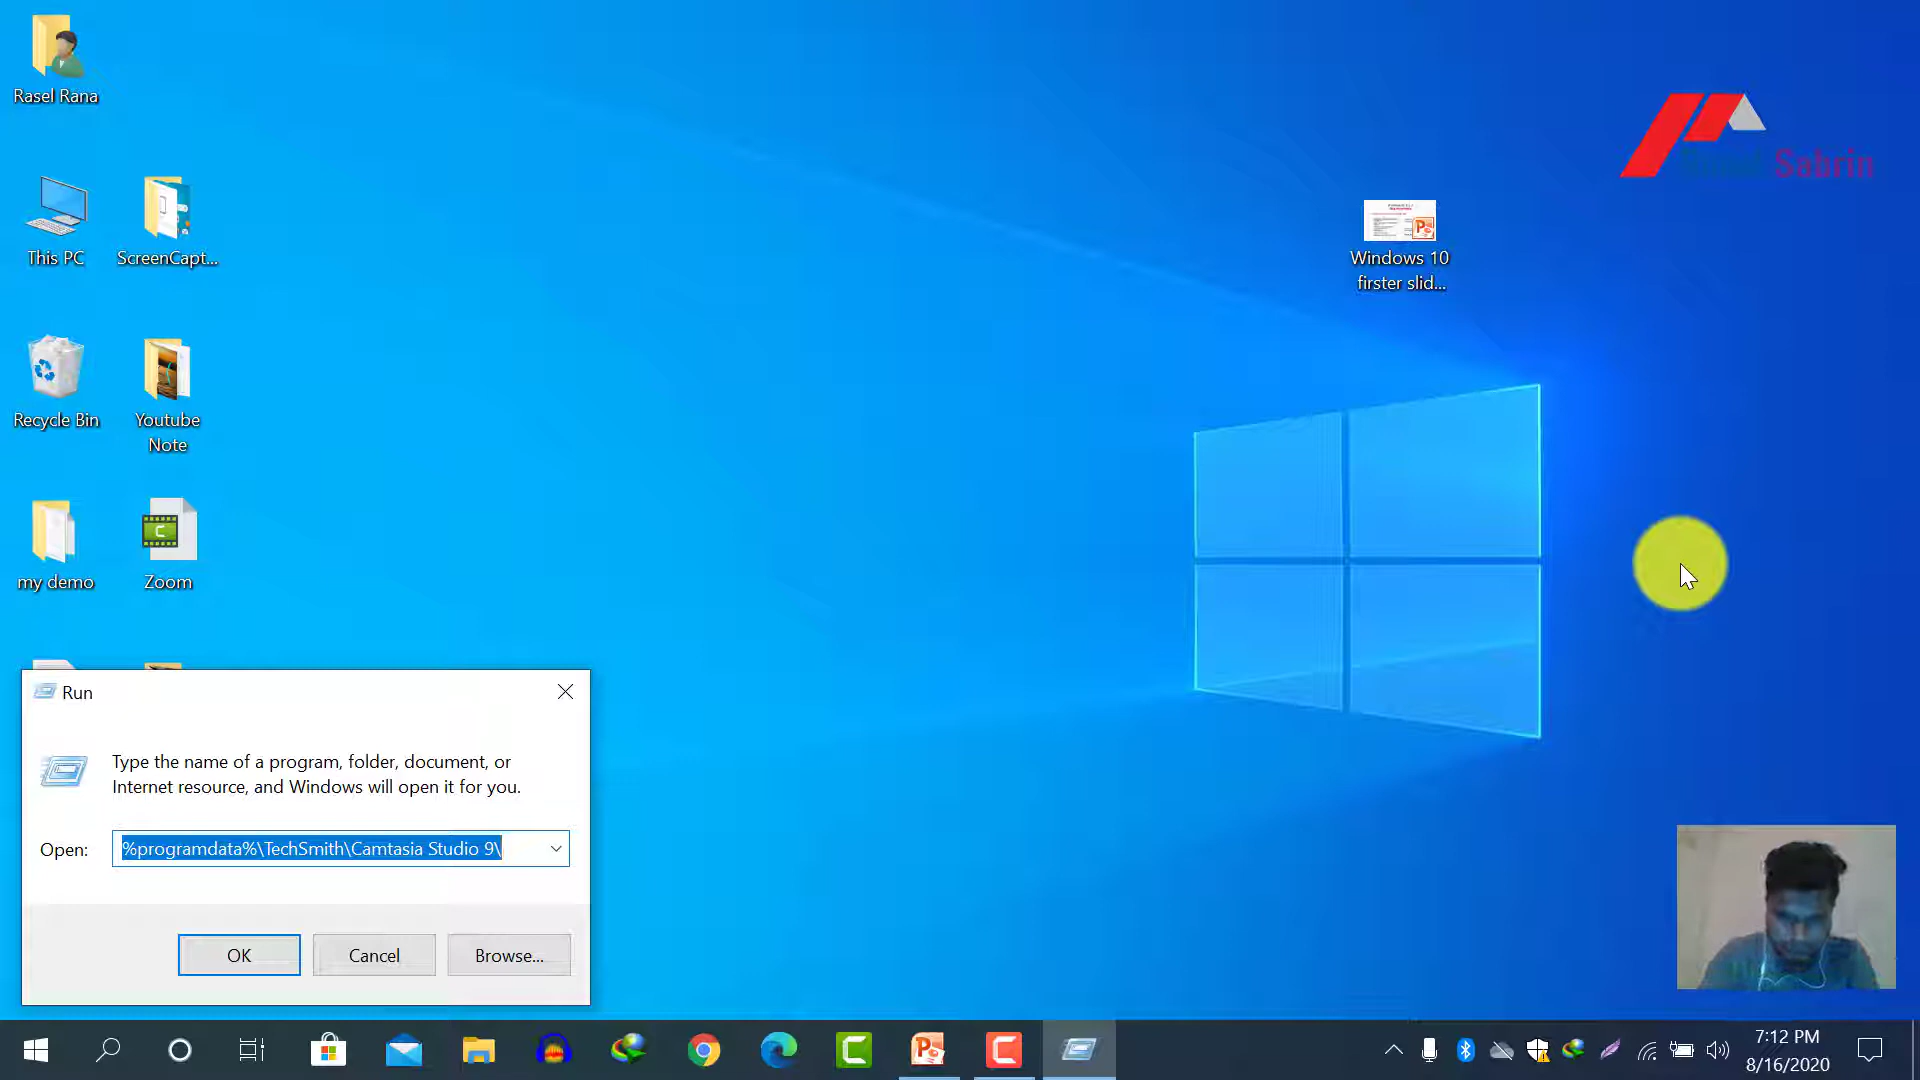 Rasel Rana
Sabrin
This PC
ScreenCapt...
Windows 10
firster slid...
Recycle Bin
Youtube
Note
my demo
Zoom
Run
Type the name of a program, folder, document, or
Internet resource, and Windows will open it for you.
Open:
%programdata%\TechSmith\Camtasia Studio 9\
OK
Cancel
Browse...
7:12 PM
8/16/2020